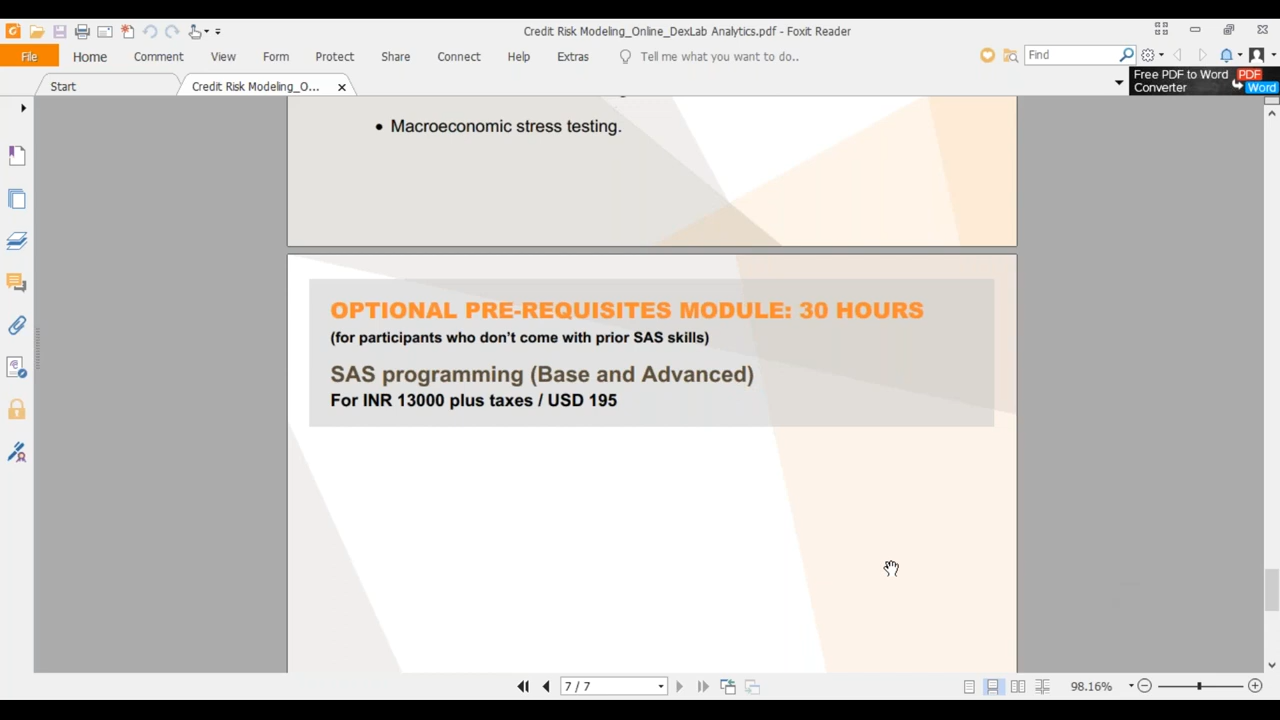 Credit Risk Modeling_Online_DexLab Analytics.pdf - Foxit Reader
File Home Comment View Form Protect Share Connect Help Extras Tell me what you want to do.. Find
Start Credit Risk Modeling_O...
Free PDF to Word Converter PDF Word
• Macroeconomic stress testing.
OPTIONAL PRE-REQUISITES MODULE: 30 HOURS
(for participants who don't come with prior SAS skills)
SAS programming (Base and Advanced)
For INR 13000 plus taxes / USD 195
7 / 7 98.16%